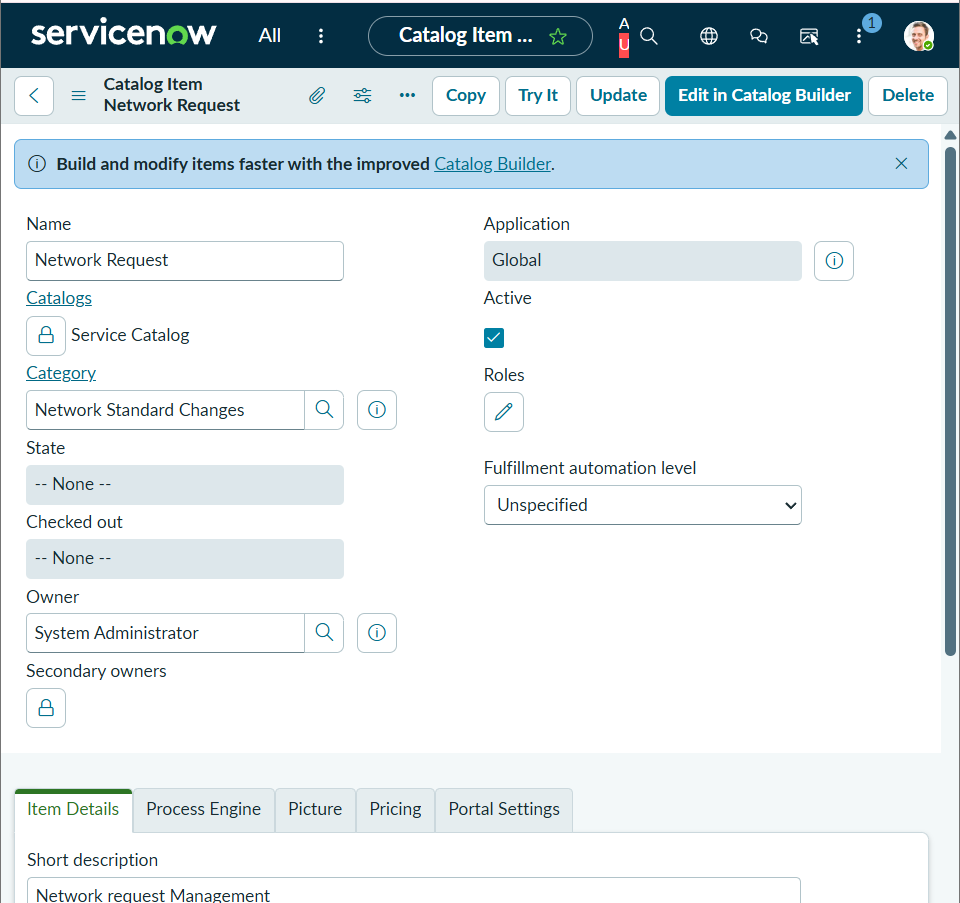 servicenow
All
Catalog Item ...
A
U
1
Catalog Item
Network Request
Copy
Try It
Update
Edit in Catalog Builder
Delete
Build and modify items faster with the improved Catalog Builder.
Name
Network Request
Catalogs
Service Catalog
Category
Network Standard Changes
State
-- None --
Checked out
-- None --
Owner
System Administrator
Secondary owners
Application
Global
Active
Roles
Fulfillment automation level
Unspecified
Item Details
Process Engine
Picture
Pricing
Portal Settings
Short description
Network request Management